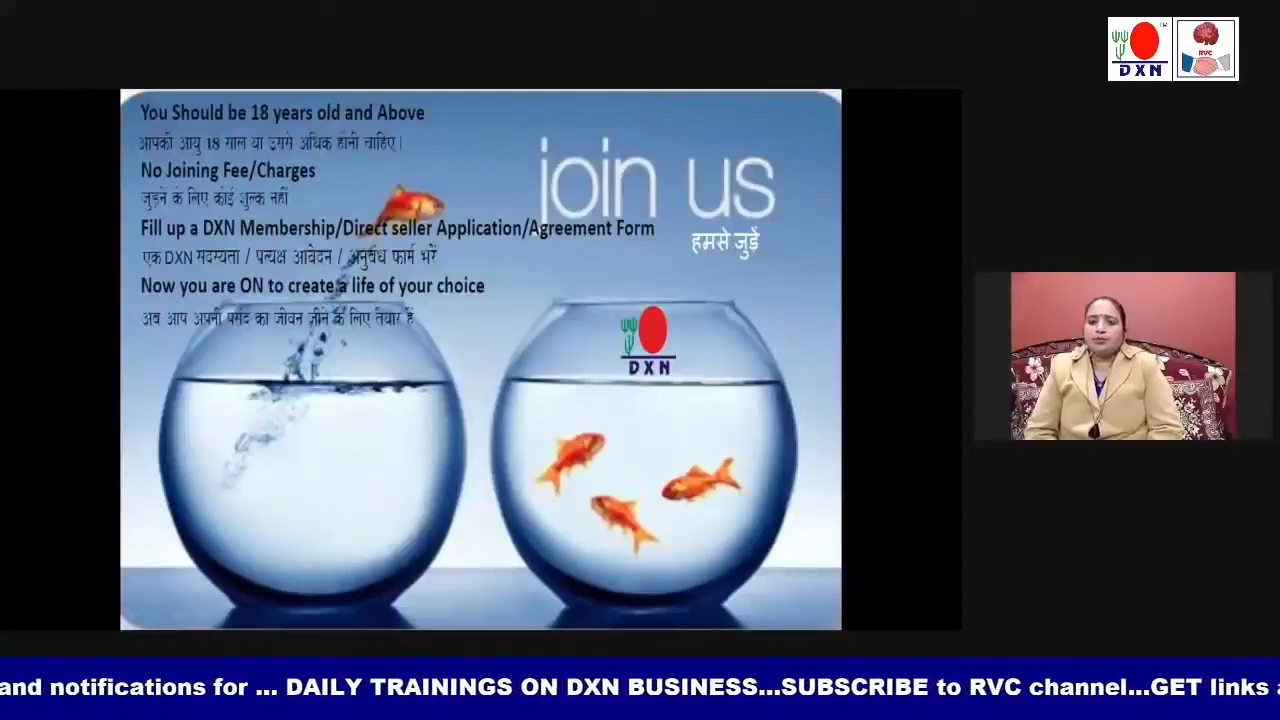 You Should be 18 years old and Above
आपकी आयु 18 साल या उससे अधिक होनी चाहिए।
No Joining Fee/Charges
जुड़ने के लिए कोई शुल्क नहीं
Fill up a DXN Membership/Direct seller Application/Agreement Form
एक DXN सदस्यता / प्रत्यक्ष आवेदन / अनुबंध फार्म भरें
Now you are ON to create a life of your choice
अब आप अपनी पसंद का जीवन जीने के लिए तैयार हैं
join us
हमसे जुड़ें
DXN
DXN
RVC
and notifications for ... DAILY TRAININGS ON DXN BUSINESS...SUBSCRIBE to RVC channel...GET links